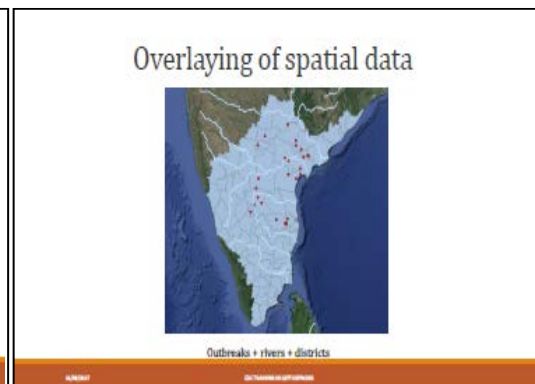 Overlaying of spatial data
Outbreaks + rivers + districts